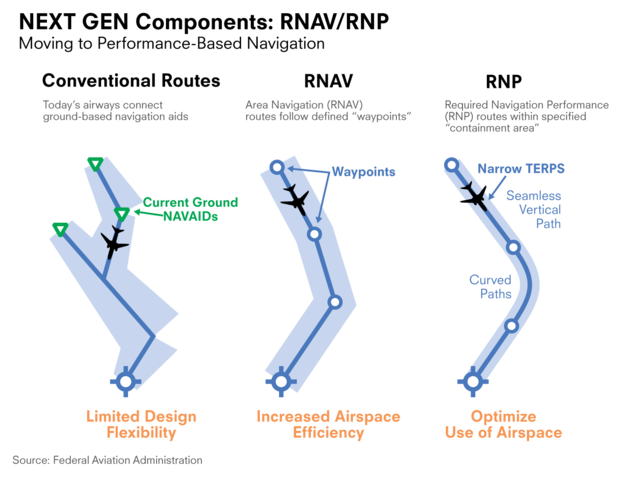 NEXT GEN Components: RNAV/RNP
Moving to Performance-Based Navigation
Conventional Routes
Today's airways connect
ground-based navigation aids
Current Ground
NAVAIDs
Limited Design
Flexibility
RNAV
Area Navigation (RNAV)
routes follow defined “waypoints”
Waypoints
Increased Airspace
Efficiency
RNP
Required Navigation Performance
(RNP) routes within specified
“containment area”
Narrow TERPS
Seamless
Vertical
Path
Curved
Paths
Optimize
Use of Airspace
Source: Federal Aviation Administration